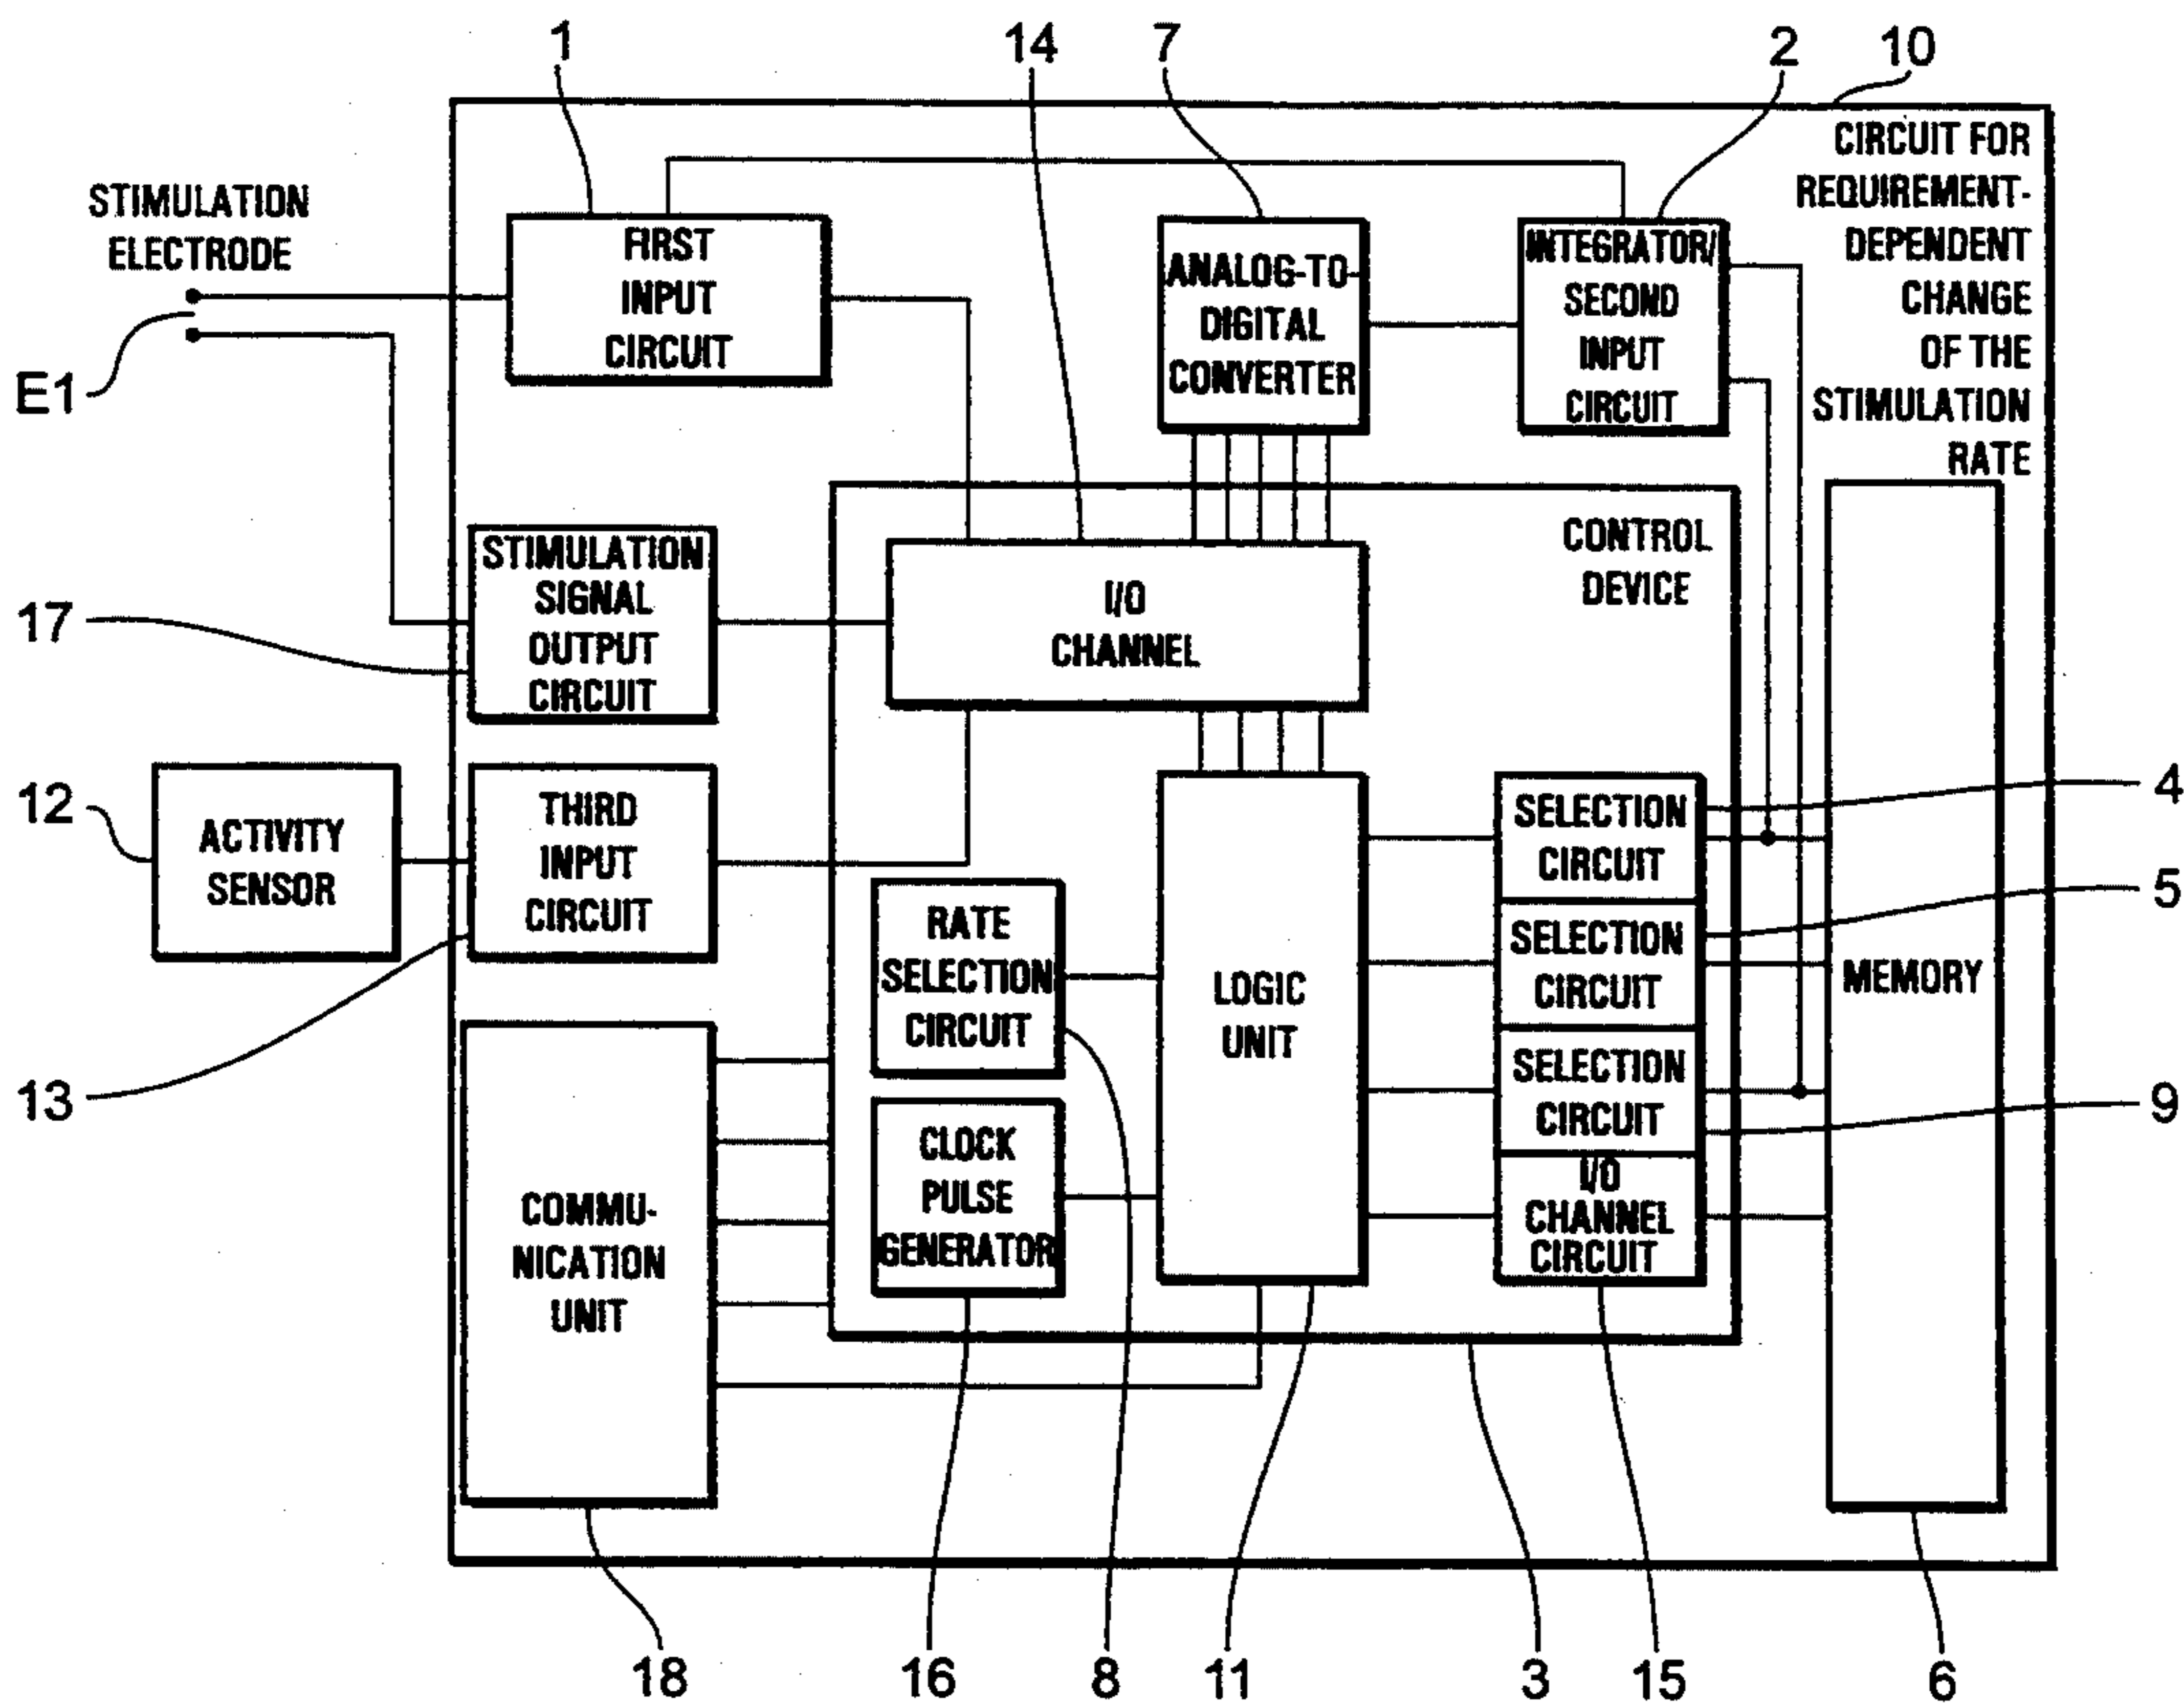 1
14
7
2
10
CIRCUIT FOR
REQUIREMENT-
DEPENDENT
CHANGE
OF THE
STIMULATION
RATE
STIMULATION
ELECTRODE
E1
FIRST
INPUT
CIRCUIT
ANALOG-TO-
DIGITAL
CONVERTER
INTEGRATOR/
SECOND
INPUT
CIRCUIT
CONTROL
DEVICE
STIMULATION
SIGNAL
OUTPUT
CIRCUIT
17
I/O
CHANNEL
12
ACTIVITY
SENSOR
THIRD
INPUT
CIRCUIT
13
RATE
SELECTION
CIRCUIT
CLOCK
PULSE
GENERATOR
LOGIC
UNIT
SELECTION
CIRCUIT
SELECTION
CIRCUIT
SELECTION
CIRCUIT
I/O
CHANNEL
CIRCUIT
MEMORY
4
5
9
COMMU-
NICATION
UNIT
18
16
8
11
3
15
6